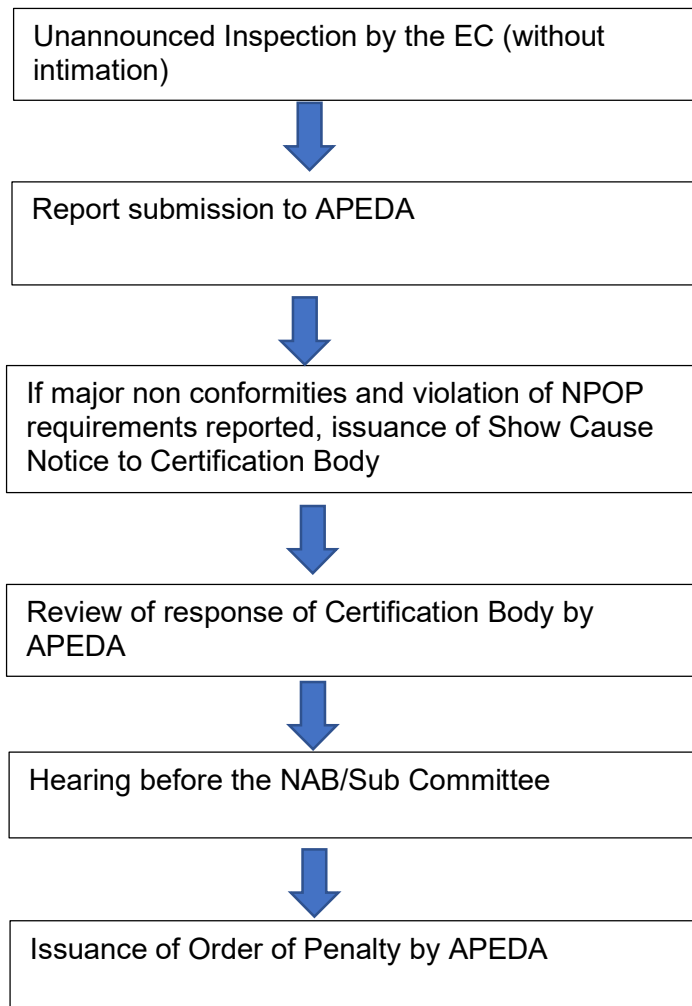 Unannounced Inspection by the EC (without
intimation)
Report submission to APEDA
If major non conformities and violation of NPOP
requirements reported, issuance of Show Cause
Notice to Certification Body
Review of response of Certification Body by
APEDA
Hearing before the NAB/Sub Committee
Issuance of Order of Penalty by APEDA